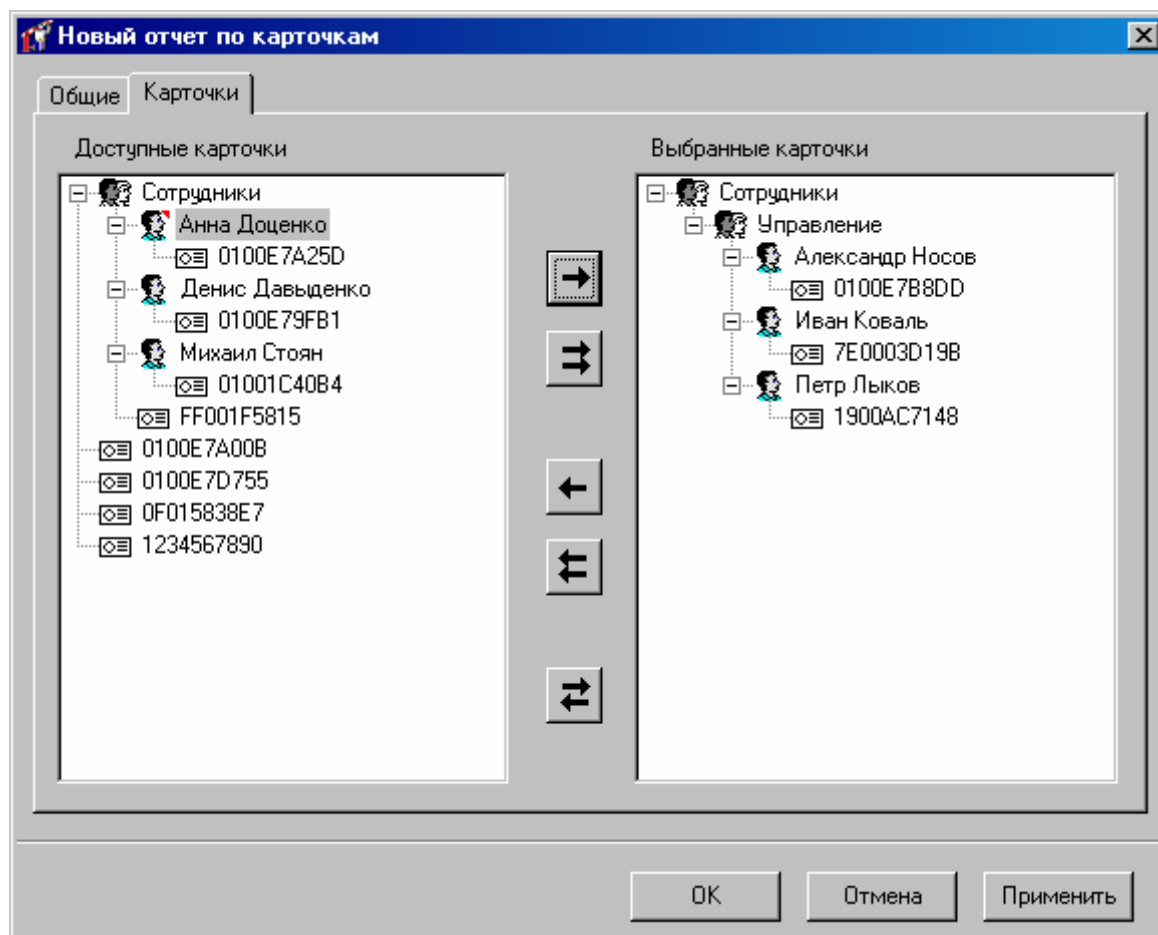 Новый отчет по карточкам
Общие
Карточки
Доступные карточки
Сотрудники
Анна Доценко
0100E7A25D
Денис Давыденко
0100E79FB1
Михаил Стоян
01001C40B4
FF001F5815
0100E7A00B
0100E7D755
0F015838E7
1234567890
Выбранные карточки
Сотрудники
Управление
Александр Носов
0100E7B8DD
Иван Коваль
7E0003D19B
Петр Лыков
1900AC7148
OK
Отмена
Применить